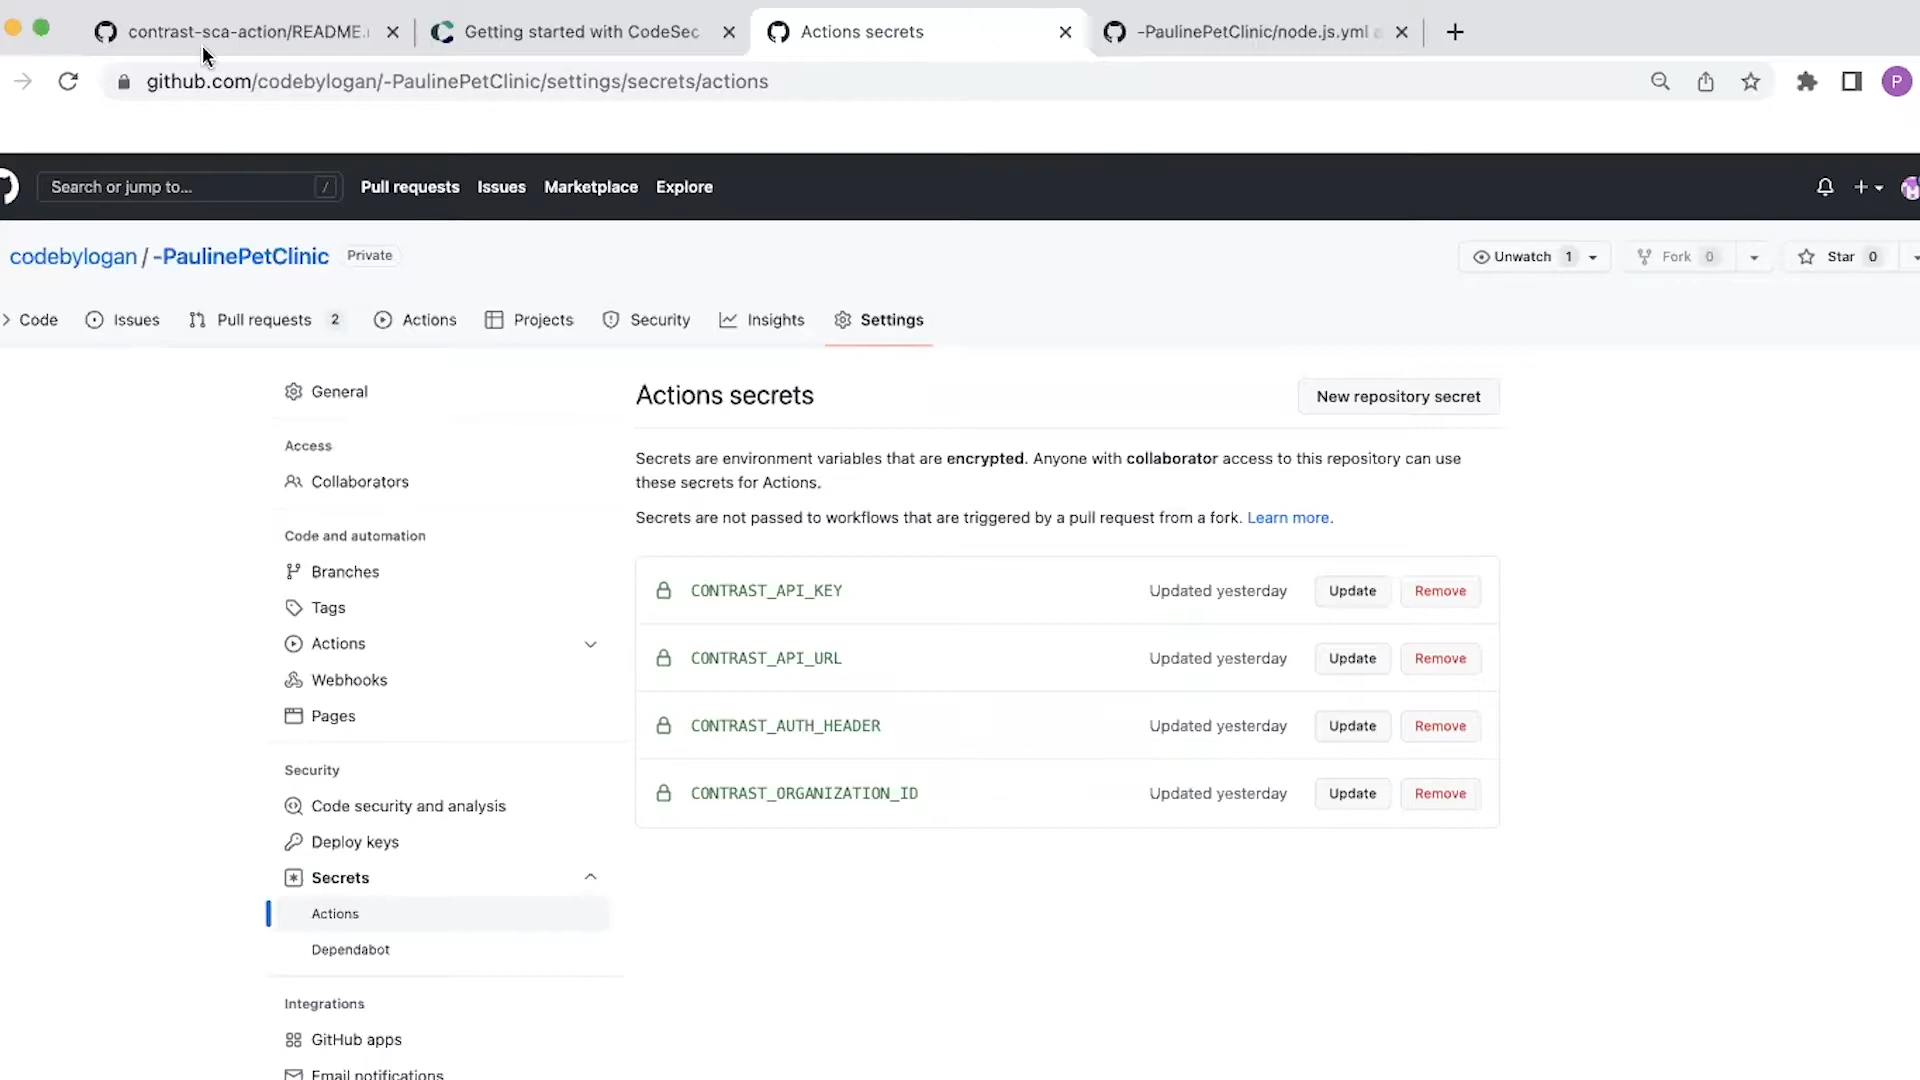 contrast-sca-action/README.
Getting started with CodeSec
Actions secrets
-PaulinePetClinic/node.js.yml
github.com/codebylogan/-PaulinePetClinic/settings/secrets/actions
P
Search or jump to...
/
Pull requests
Issues
Marketplace
Explore
codebylogan / -PaulinePetClinic
Private
Unwatch 1
Fork 0
Star 0
Code
Issues
Pull requests 2
Actions
Projects
Security
Insights
Settings
General
Access
Collaborators
Code and automation
Branches
Tags
Actions
Webhooks
Pages
Security
Code security and analysis
Deploy keys
Secrets
Actions
Dependabot
Integrations
GitHub apps
Email notifications
Actions secrets
New repository secret
Secrets are environment variables that are encrypted. Anyone with collaborator access to this repository can use
these secrets for Actions.
Secrets are not passed to workflows that are triggered by a pull request from a fork. Learn more.
CONTRAST_API_KEY Updated yesterday Update Remove
CONTRAST_API_URL Updated yesterday Update Remove
CONTRAST_AUTH_HEADER Updated yesterday Update Remove
CONTRAST_ORGANIZATION_ID Updated yesterday Update Remove